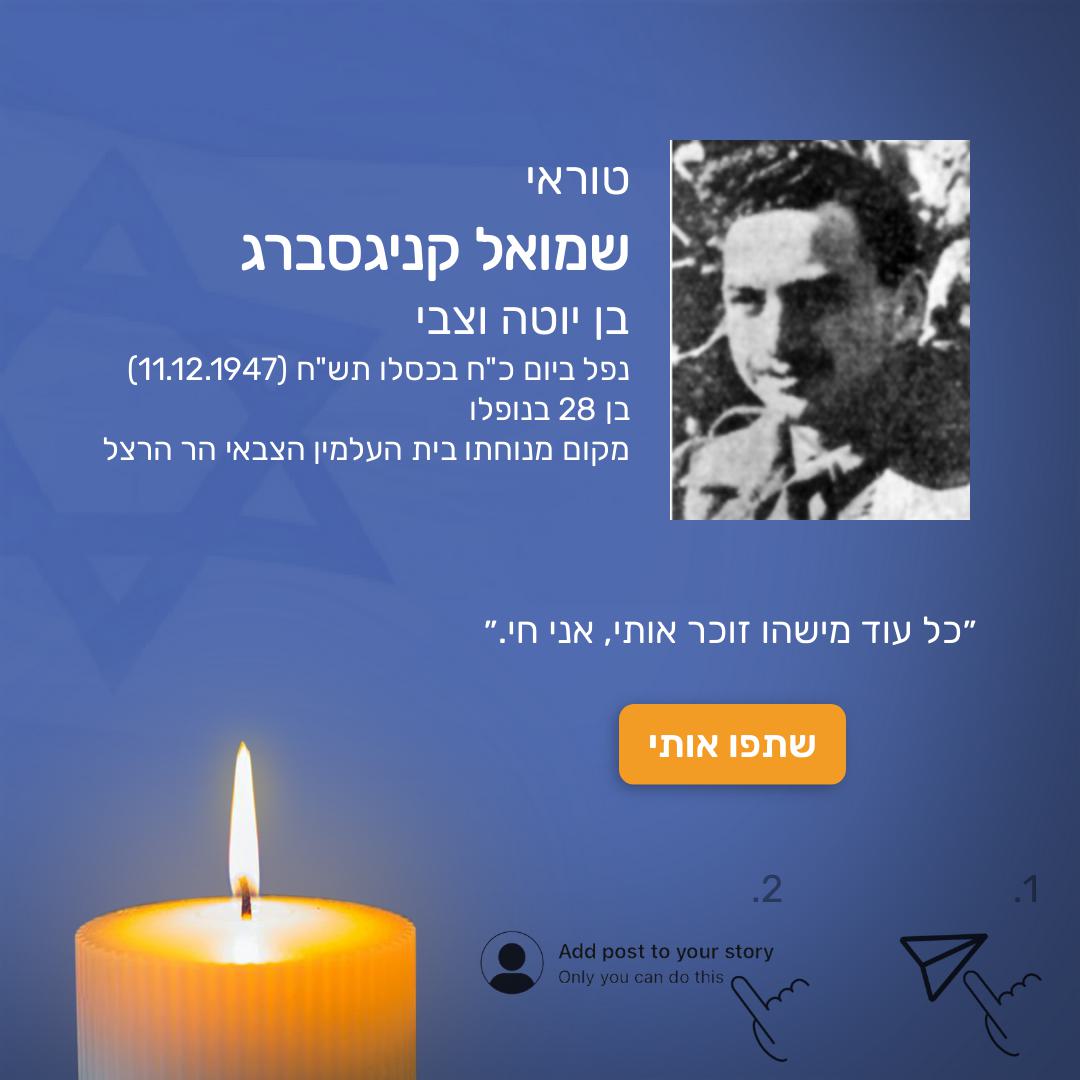 טוראי
שמואל קניגסברג
בן יוטה וצבי
נפל ביום כ"ח בכסלו תש"ח (11.12.1947)
בן 28 בנופלו
מקום מנוחתו בית העלמין הצבאי הר הרצל
״כל עוד מישהו זוכר אותי, אני חי.״
שתפו אותי
.1
.2
Add post to your story
Only you can do this